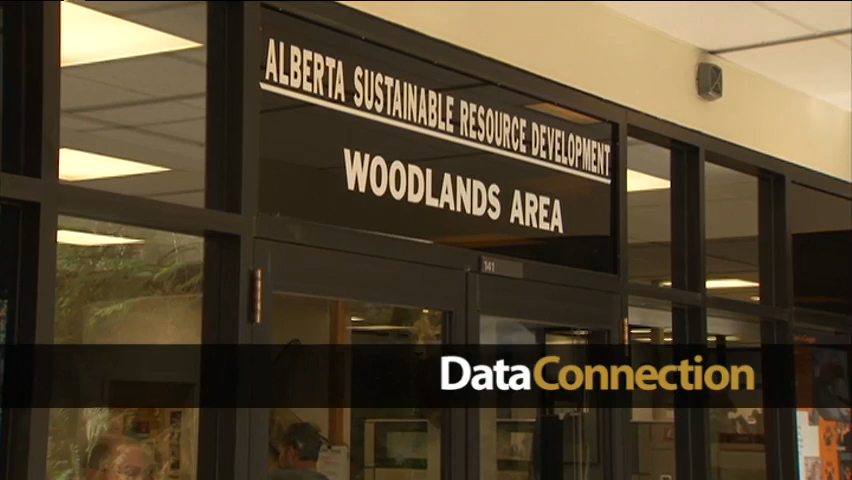 ALBERTA SUSTAINABLE RESOURCE DEVELOPMENT
WOODLANDS AREA
141
DataConnection